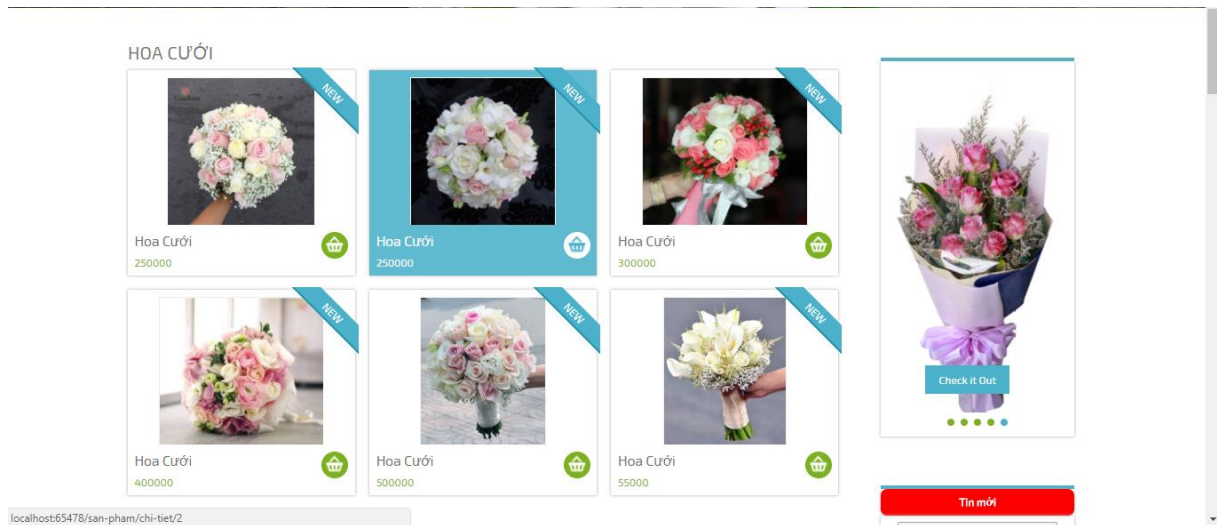 HOA CƯỚI
NEW
NEW
NEW
Hoa Cưới
250000
Hoa Cưới
250000
Hoa Cưới
300000
NEW
NEW
NEW
Hoa Cưới
400000
Hoa Cưới
500000
Hoa Cưới
55000
Check it Out
Tin mới
localhost:65478/san-pham/chi-tiet/2